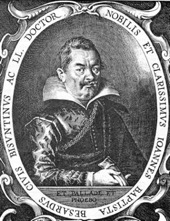 NOBILIS ET CLARISSIMVS IOANNES BAPTISTA BESARDVS CIVIS BISVNTINVS AC LL. DOCTOR
ET PALLADE ET
PHOEBO